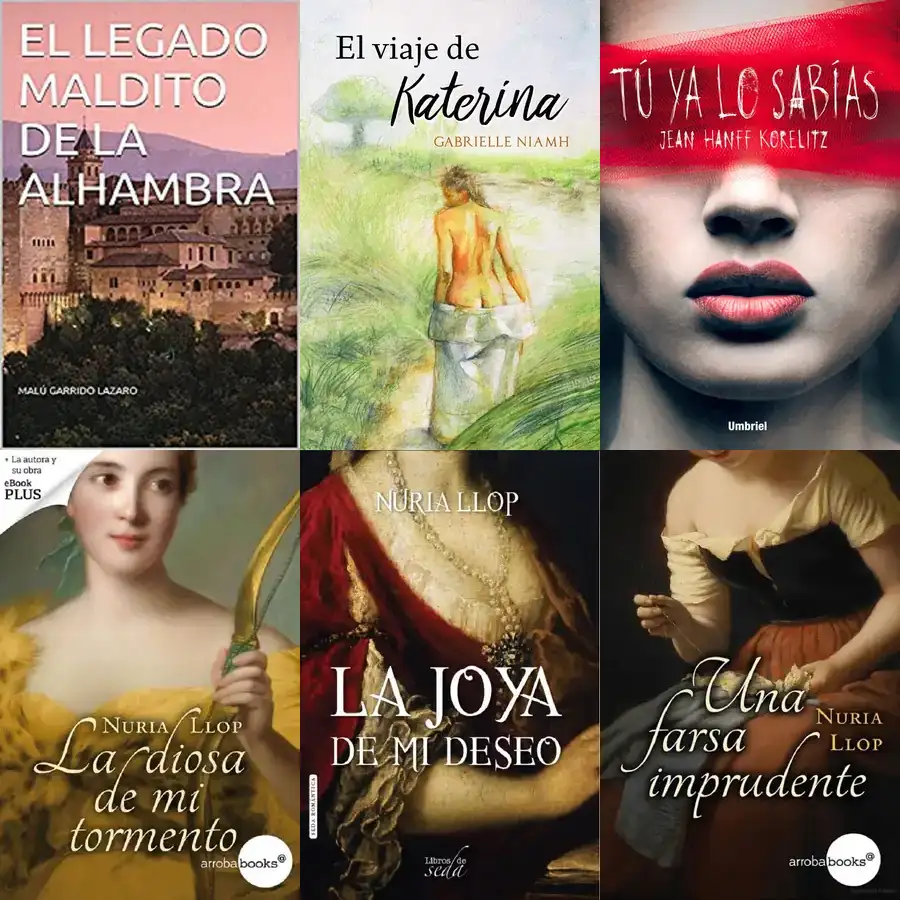 EL LEGADO
MALDITO
DE LA
ALHAMBRA
MALÚ GARRIDO LAZARO
El viaje de
Katerina
GABRIELLE NIAMH
TÚ YA LO SABÍAS
JEAN HANFF KORELITZ
Umbriel
• La autora y
su obra
eBook
PLUS
NURIA LLOP
La diosa
de mi
tormento
arrobabooks@
NURIA LLOP
LA JOYA
DE MI DESEO
SEDA ROMÁNTICA
Libros de
seda
Una
farsa
imprudente
NURIA
LLOP
arrobabooks@